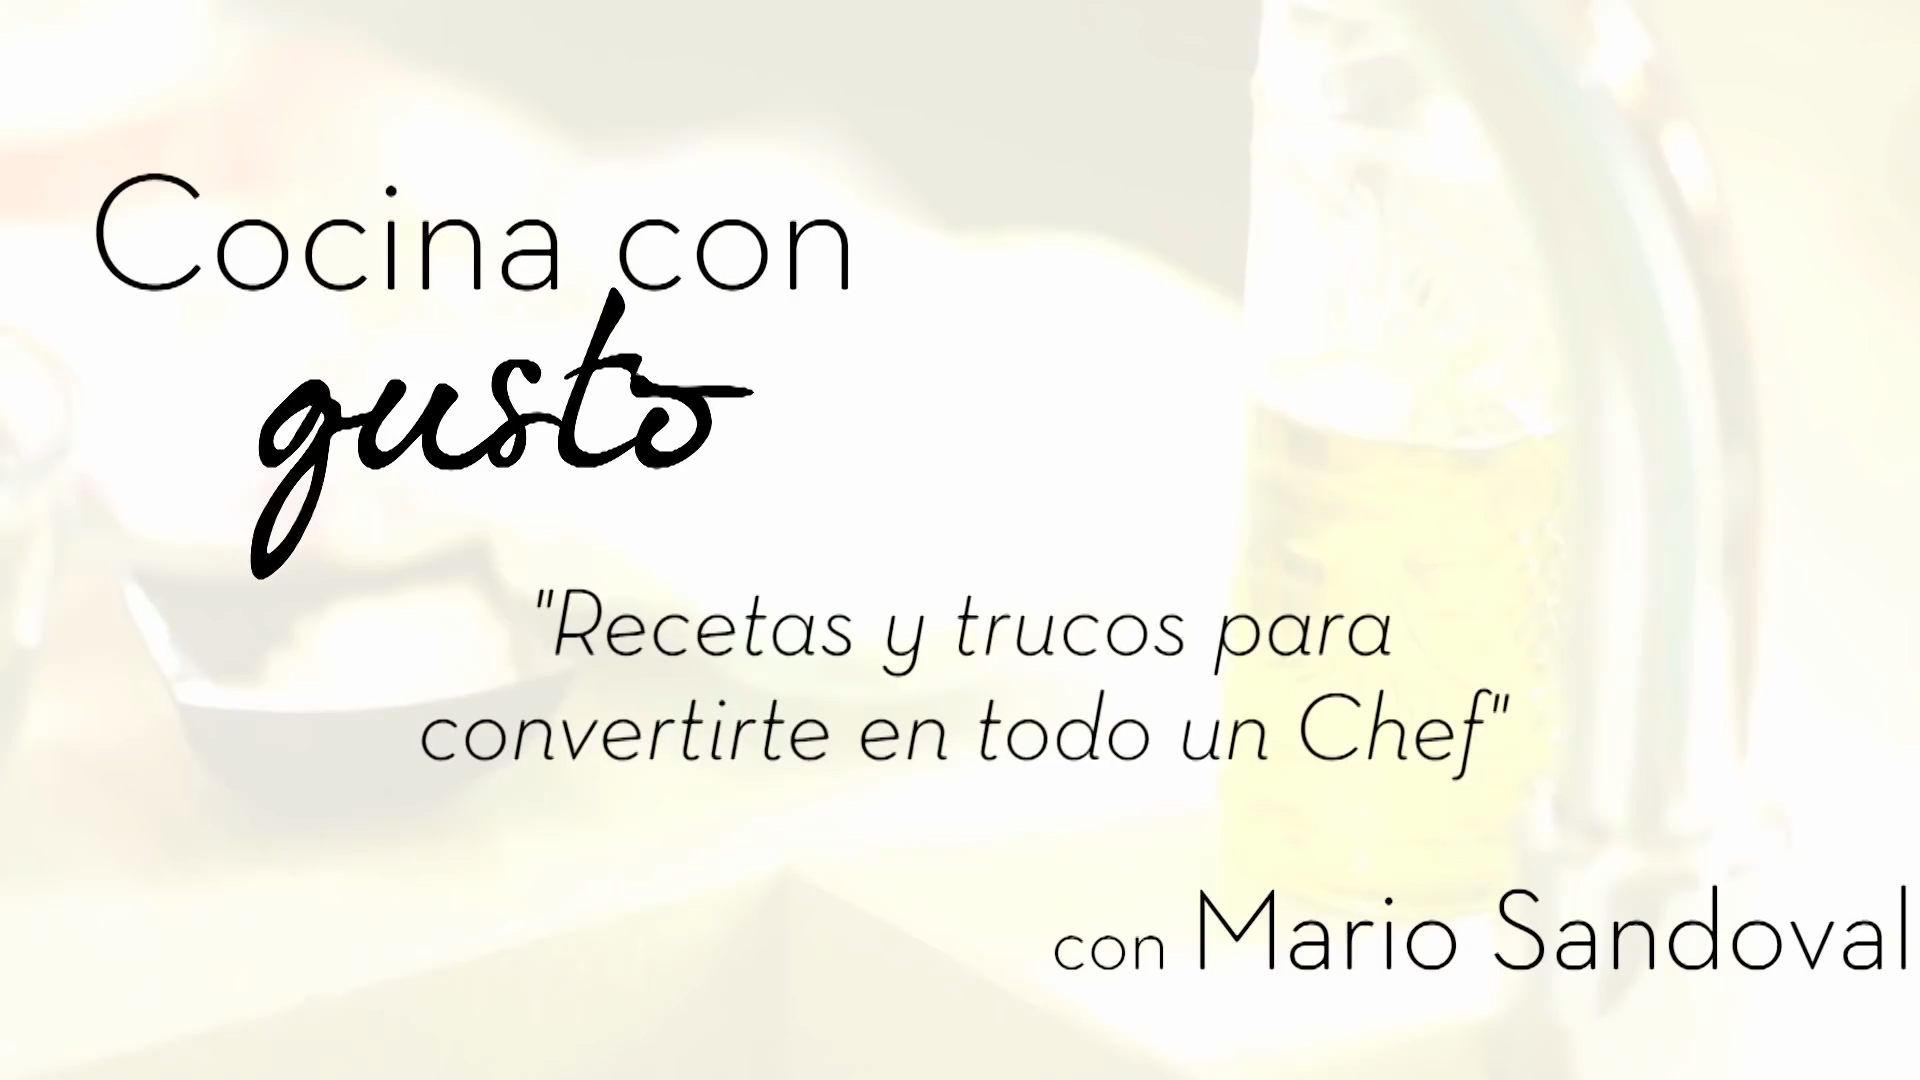 Cocina con
gusto
"Recetas y trucos para
convertirte en todo un Chef"
con Mario Sandoval